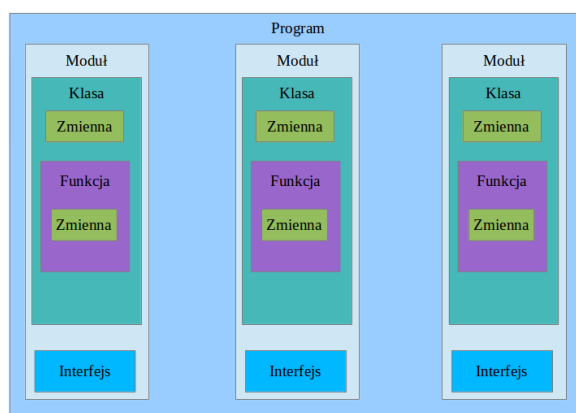 Program
Moduł
Klasa
Zmienna
Funkcja
Zmienna
Interfejs
Moduł
Klasa
Zmienna
Funkcja
Zmienna
Interfejs
Moduł
Klasa
Zmienna
Funkcja
Zmienna
Interfejs